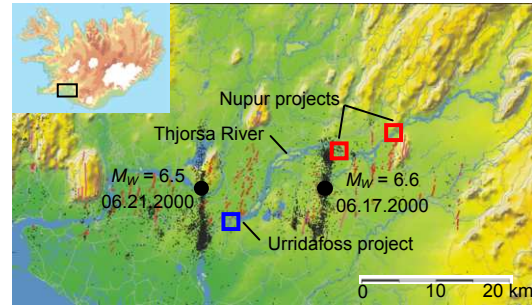 Nupur projects
Thjorsa River
Mw = 6.5
06.21.2000
Mw = 6.6
06.17.2000
Urridafoss project
0 10 20 km